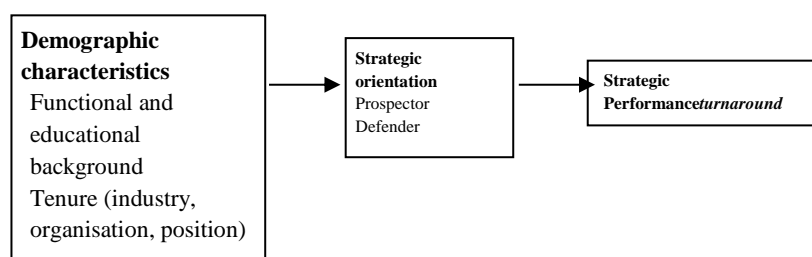 Demographic
characteristics
Functional and
educational
background
Tenure (industry,
organisation, position)
Strategic
orientation
Prospector
Defender
Strategic
Performanceturnaround